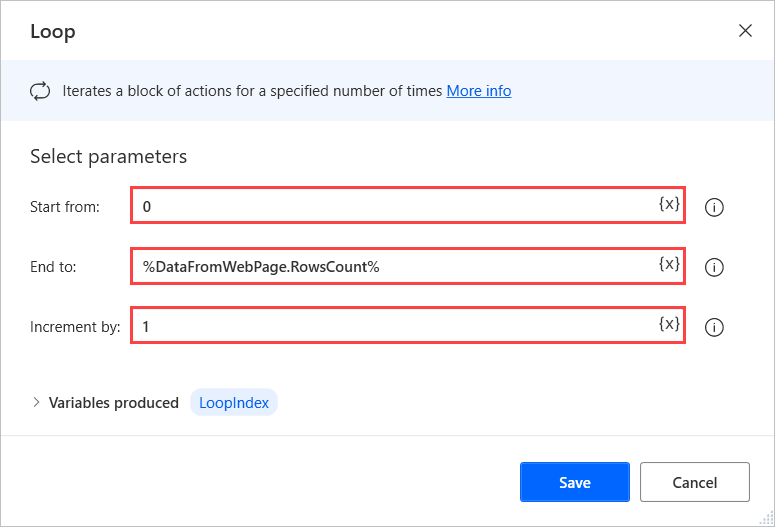 Loop
Iterates a block of actions for a specified number of times More info
Select parameters
Start from: 0 {x}
End to: %DataFromWebPage.RowsCount% {x}
Increment by: 1 {x}
Variables produced LoopIndex
Save Cancel